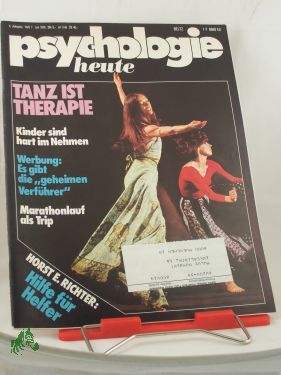 psychologie
heute
TANZ IST
THERAPIE
Kinder sind
hart im Nehmen
Werbung:
Es gibt
die „geheimen
Verführer“
Marathonlauf
als Trip
HORST E. RICHTER:
Hilfe für
Helfer